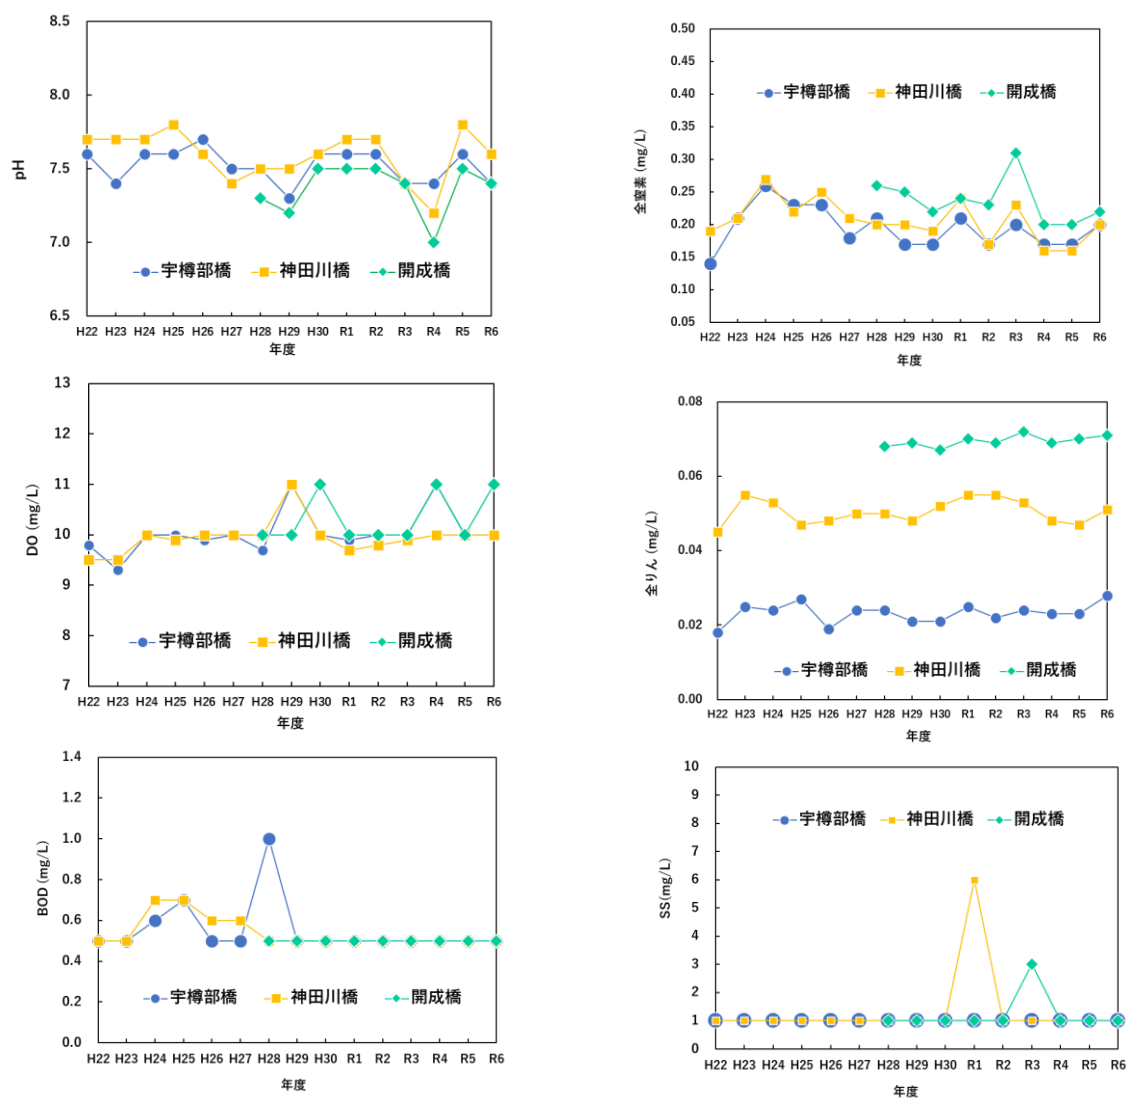 8.5
8.0
7.5
7.0
6.5
pH
宇樽部橋 神田川橋 開成橋
H22 H23 H24 H25 H26 H27 H28 H29 H30 R1 R2 R3 R4 R5 R6
年度
0.50
0.45
0.40
0.35
0.30
0.25
0.20
0.15
0.10
0.05
全窒素 (mg/L)
宇樽部橋 神田川橋 開成橋
H22 H23 H24 H25 H26 H27 H28 H29 H30 R1 R2 R3 R4 R5 R6
年度
13
12
11
10
9
8
7
DO (mg/L)
宇樽部橋 神田川橋 開成橋
H22 H23 H24 H25 H26 H27 H28 H29 H30 R1 R2 R3 R4 R5 R6
年度
0.08
0.06
0.04
0.02
0.00
全りん (mg/L)
宇樽部橋 神田川橋 開成橋
H22 H23 H24 H25 H26 H27 H28 H29 H30 R1 R2 R3 R4 R5 R6
年度
1.4
1.2
1.0
0.8
0.6
0.4
0.2
0.0
BOD (mg/L)
宇樽部橋 神田川橋 開成橋
H22 H23 H24 H25 H26 H27 H28 H29 H30 R1 R2 R3 R4 R5 R6
年度
10
9
8
7
6
5
4
3
2
1
0
SS(mg/L)
宇樽部橋 神田川橋 開成橋
H22 H23 H24 H25 H26 H27 H28 H29 H30 R1 R2 R3 R4 R5 R6
年度